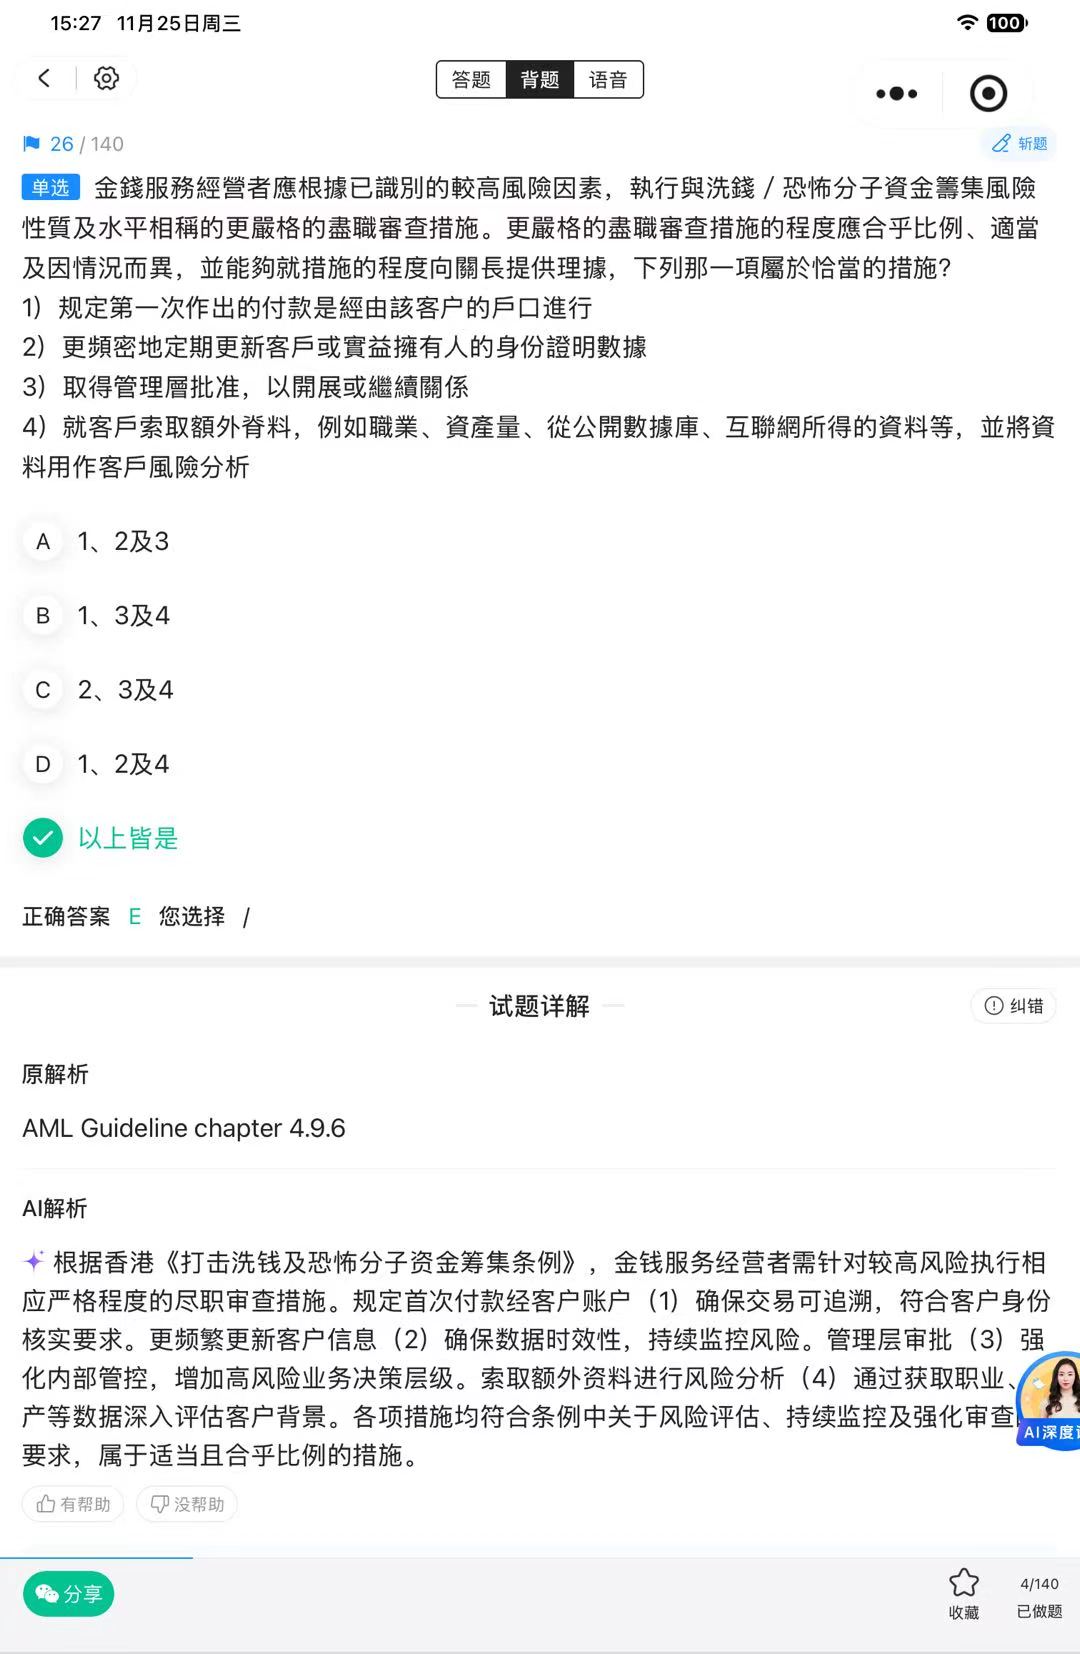 15:27 11月25日周三
100
答题 背题 语音
26 / 140
斩题
单选 金錢服務經營者應根據已識別的較高風險因素，執行與洗錢 / 恐怖分子資金籌集風險
性質及水平相稱的更嚴格的盡職審查措施。更嚴格的盡職審查措施的程度應合乎比例、適當
及因情況而異，並能夠就措施的程度向關長提供理據，下列那一項屬於恰當的措施?
1）规定第一次作出的付款是經由該客户的戶口進行
2）更頻密地定期更新客戶或實益擁有人的身份證明數據
3）取得管理層批准，以開展或繼續關係
4）就客戶索取額外脊料，例如職業、資產量、從公開數據庫、互聯網所得的資料等，並將資
料用作客戶風險分析
A 1、2及3
B 1、3及4
C 2、3及4
D 1、2及4
以上皆是
正确答案 E 您选择 /
试题详解
纠错
原解析
AML Guideline chapter 4.9.6
AI解析
根据香港《打击洗钱及恐怖分子资金筹集条例》，金钱服务经营者需针对较高风险执行相
应严格程度的尽职审查措施。规定首次付款经客户账户（1）确保交易可追溯，符合客户身份
核实要求。更频繁更新客户信息（2）确保数据时效性，持续监控风险。管理层审批（3）强
化内部管控，增加高风险业务决策层级。索取额外资料进行风险分析（4）通过获取职业、
产等数据深入评估客户背景。各项措施均符合条例中关于风险评估、持续监控及强化审查
要求，属于适当且合乎比例的措施。
AI深度
有帮助 没帮助
分享
收藏
4/140
已做题